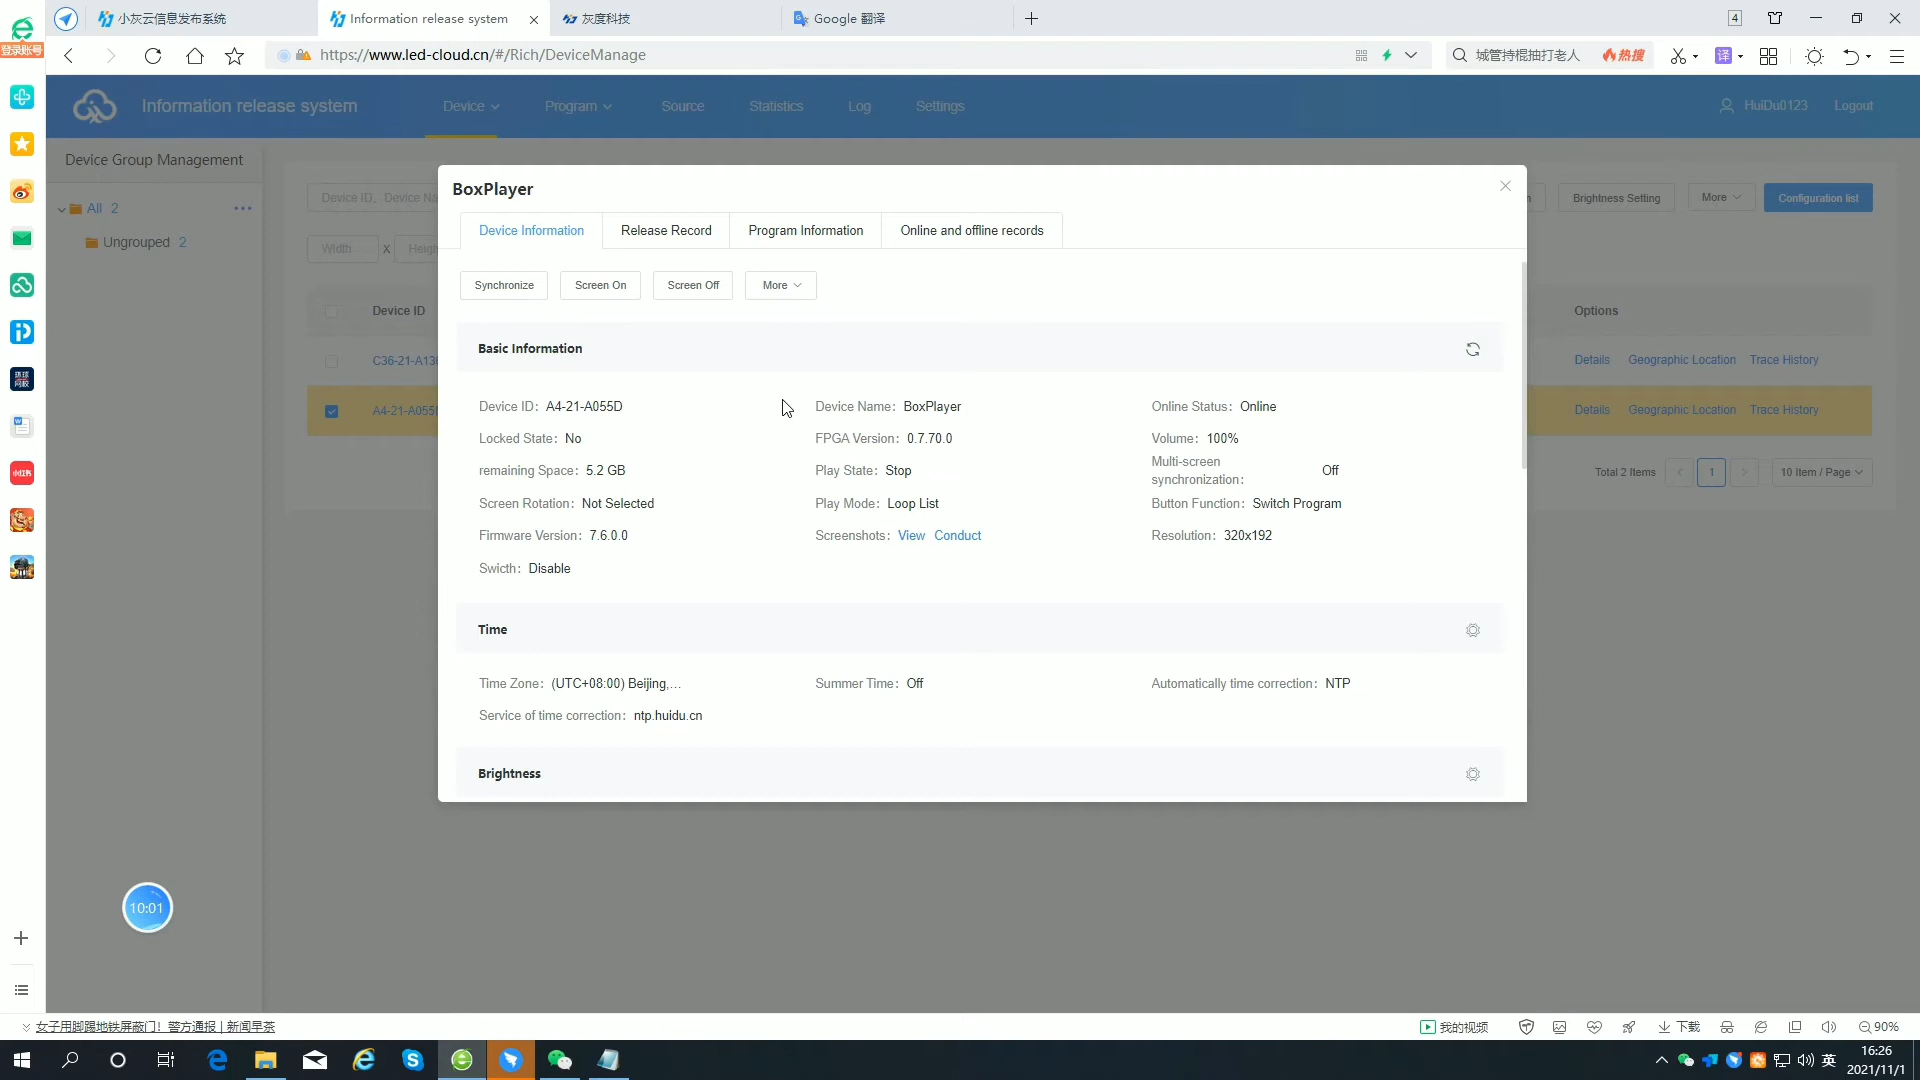 登录账号
小灰云信息发布系统
Information release system
灰度科技
Google 翻译
4
https://www.led-cloud.cn/#/Rich/DeviceManage
城管持棍抽打老人
热搜
译
Information release system
Device
Program
Source
Statistics
Log
Settings
HuiDu0123
Logout
Device Group Management
All 2
Ungrouped 2
Device ID、Device Na
Brightness Setting
More
Configuration list
Width X Heigh
Device ID
Options
C36-21-A13
Details Geographic Location Trace History
A4-21-A055
Details Geographic Location Trace History
Total 2 Items
1
10 Item / Page
BoxPlayer
Device Information
Release Record
Program Information
Online and offline records
Synchronize
Screen On
Screen Off
More
Basic Information
Device ID: A4-21-A055D
Device Name: BoxPlayer
Online Status: Online
Locked State: No
FPGA Version: 0.7.70.0
Volume: 100%
remaining Space: 5.2 GB
Play State: Stop
Multi-screen
synchronization:
Off
Screen Rotation: Not Selected
Play Mode: Loop List
Button Function: Switch Program
Firmware Version: 7.6.0.0
Screenshots: View Conduct
Resolution: 320x192
Swicth: Disable
Time
Time Zone: (UTC+08:00) Beijing,...
Summer Time: Off
Automatically time correction: NTP
Service of time correction: ntp.huidu.cn
Brightness
10:01
女子用脚踢地铁屏蔽门！警方通报 | 新闻早茶
我的视频
下载
90%
英
16:26
2021/11/1